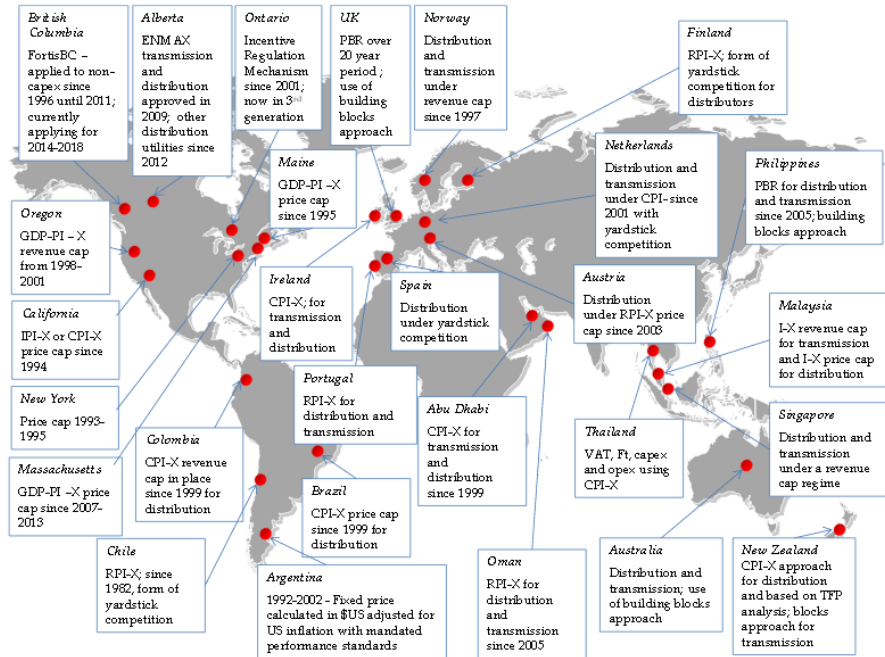 British
Columbia
FortisBC –
applied to non-
capex since
1996 until 2011;
currently
applying for
2014-2018
Alberta
ENMAX
transmission
and
distribution
approved in
2009; other
distribution
utilities since
2012
Ontario
Incentive
Regulation
Mechanism
since 2001;
now in 3rd
generation
UK
PBR over
20 year
period ;
use of
building
blocks
approach
Norway
Distribution
and
transmission
under
revenue cap
since 1997
Finland
RPI-X; form of
yardstick
competition for
distributors
Maine
GDP-PI –X
price cap
since 1995
Netherlands
Distribution and
transmission
under CPI– since
2001 with
yardstick
competition
Philippines
PBR for distribution
and transmission
since 2005; building
blocks approach
Oregon
GDP-PI – X
revenue cap
from 1998-
2001
California
IPI-X or CPI-X
price cap since
1994
Ireland
CPI-X; for
transmission
and
distribution
Spain
Distribution
under yardstick
competition
Austria
Distribution
under RPI-X price
cap since 2003
Malaysia
I-X revenue cap
for transmission
and I-X price cap
for distribution
New York
Price cap 1993-
1995
Portugal
RPI-X for
distribution and
transmission
Abu Dhabi
CPI-X for
transmission
and
distribution
since 1999
Thailand
VAT, Ft, capex
and opex using
CPI-X
Singapore
Distribution and
transmission
under a revenue
cap regime
Massachusetts
GDP-PI –X price
cap since 2007-
2013
Colombia
CPI-X revenue
cap in place
since 1999 for
distribution
Brazil
CPI-X price cap
since 1999 for
distribution
Chile
RPI-X; since
1982, form of
yardstick
competition
Argentina
1992-2002 – Fixed price
calculated in $US adjusted for
US inflation with mandated
performance standards
Oman
RPI-X for
distribution
and
transmission
since 2005
Australia
Distribution and
transmission; use
of building blocks
approach
New Zealand
CPI-X approach
for distribution
and based on TFP
analysis; blocks
approach for
transmission